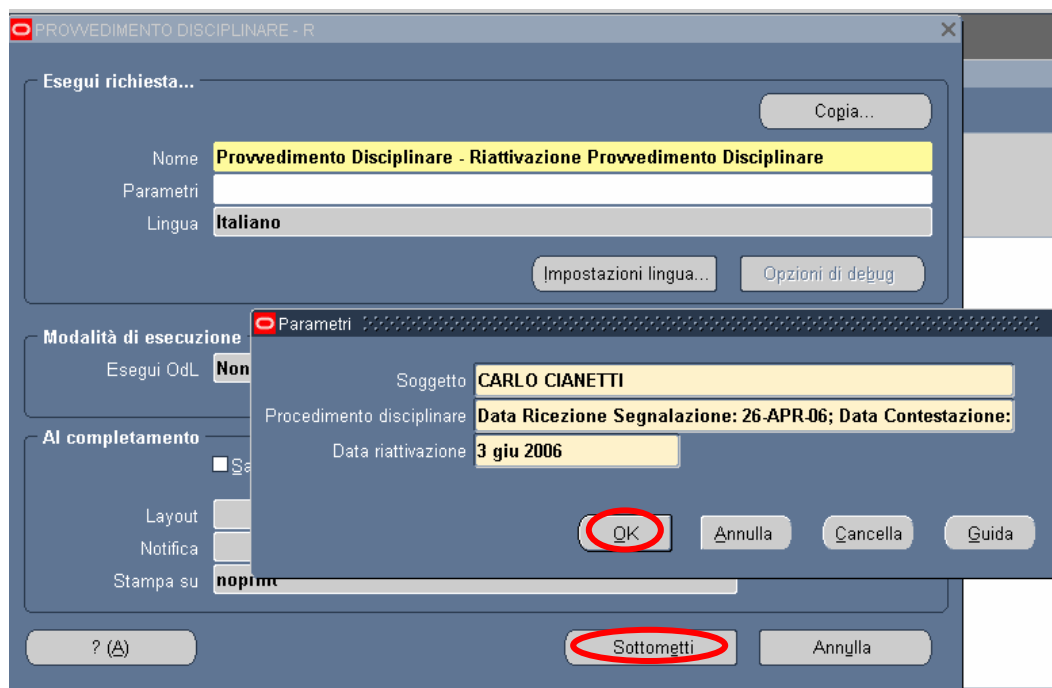 PROVVEDIMENTO DISCIPLINARE - R
Esegui richiesta...
Copia...
Nome Provvedimento Disciplinare - Riattivazione Provvedimento Disciplinare
Parametri
Lingua Italiano
Impostazioni lingua... Opzioni di debug
Modalità di esecuzione
Esegui OdL Non
Parametri
Soggetto CARLO CIANETTI
Procedimento disciplinare Data Ricezione Segnalazione: 26-APR-06; Data Contestazione:
Data riattivazione 3 giu 2006
OK Annulla Cancella Guida
Al completamento
Sa
Layout
Notifica
Stampa su noprint
? (A) Sottometti Annulla